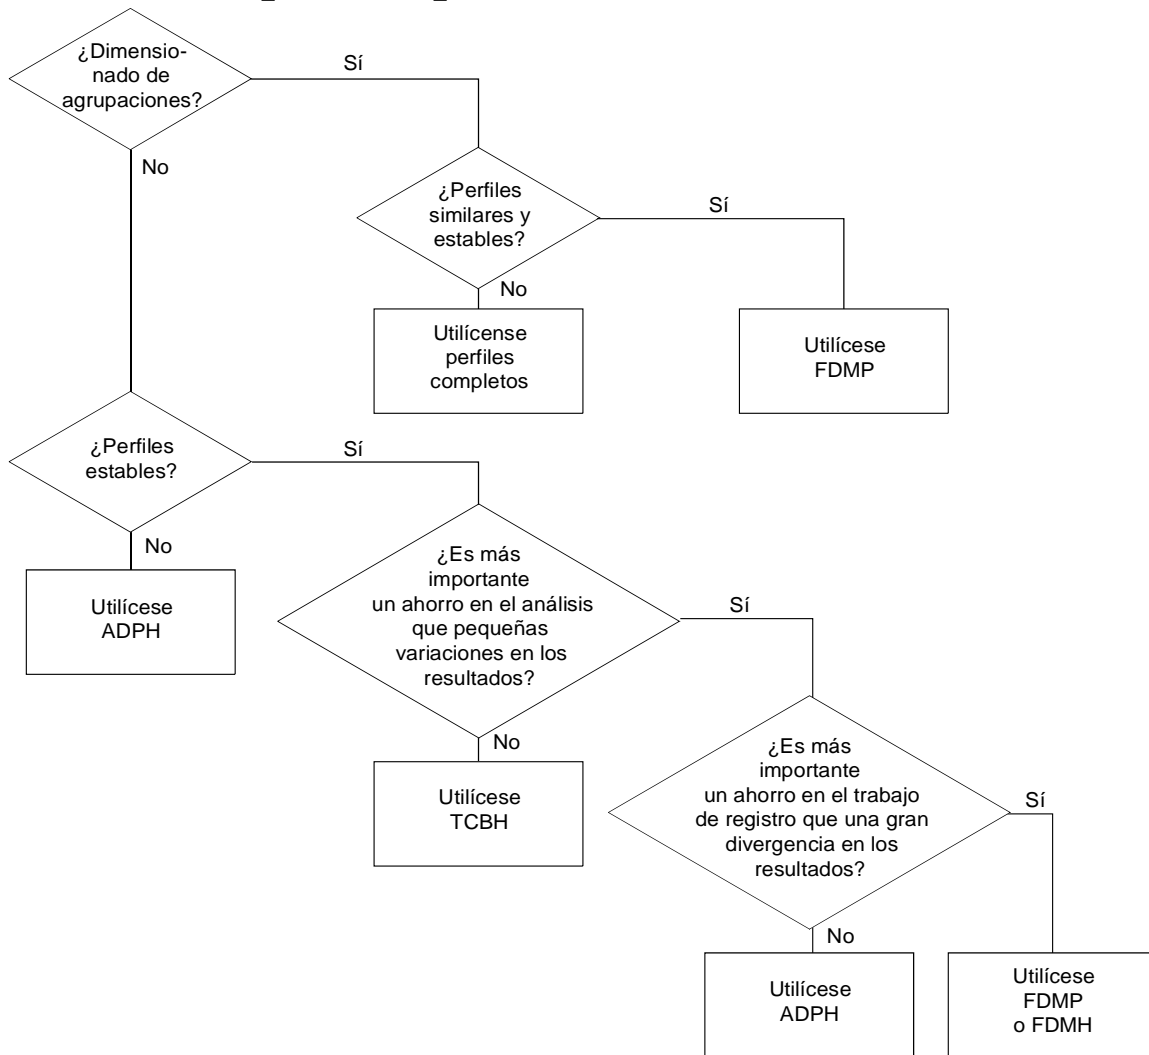 ¿Dimensio-
nado de
agrupaciones?
Sí
No
¿Perfiles
similares y
estables?
Sí
No
Utilícense
perfiles
completos
Utilícese
FDMP
¿Perfiles
estables?
Sí
No
Utilícese
ADPH
¿Es más
importante
un ahorro en el análisis
que pequeñas
variaciones en los
resultados?
Sí
No
Utilícese
TCBH
¿Es más
importante
un ahorro en el trabajo
de registro que una gran
divergencia en los
resultados?
Sí
No
Utilícese
ADPH
Utilícese
FDMP
o FDMH